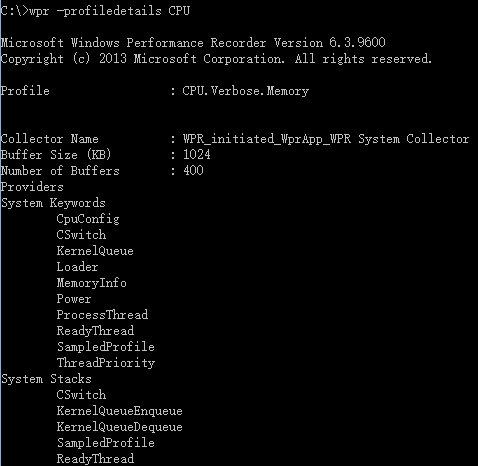 C:\>wpr -profiledetails CPU
Microsoft Windows Performance Recorder Version 6.3.9600
Copyright (c) 2013 Microsoft Corporation. All rights reserved.
Profile : CPU.Verbose.Memory
Collector Name : WPR_initiated_WprApp_WPR System Collector
Buffer Size (KB) : 1024
Number of Buffers : 400
Providers
System Keywords
CpuConfig
CSwitch
KernelQueue
Loader
MemoryInfo
Power
ProcessThread
ReadyThread
SampledProfile
ThreadPriority
System Stacks
CSwitch
KernelQueueEnqueue
KernelQueueDequeue
SampledProfile
ReadyThread